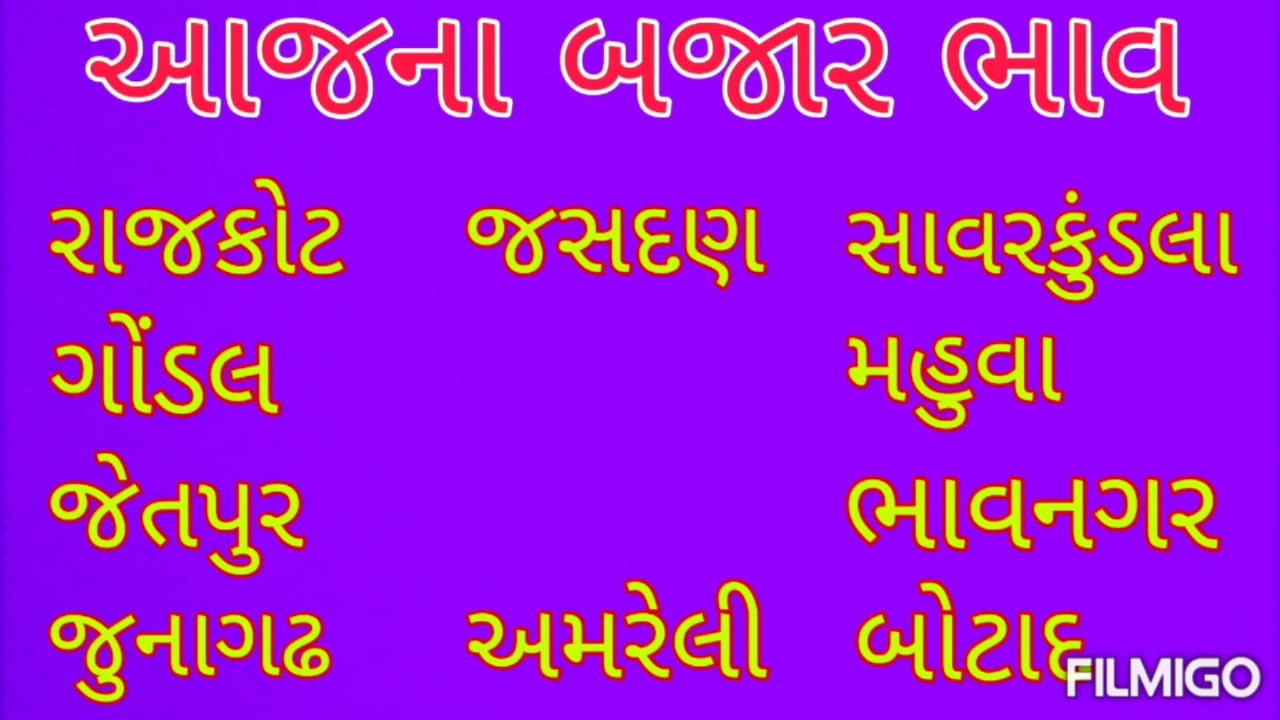 આજના બજાર ભાવ
રાજકોટ જસદણ સાવરકુંડલા
ગોંડલ મહુવા
જેતપુર ભાવનગર
જુનાગઢ અમરેલી બોટાદ
FILMIGO